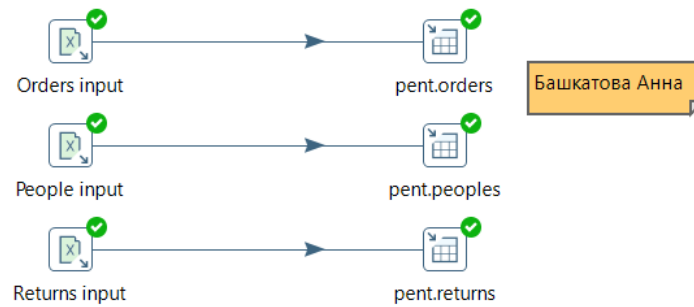 Orders input
pent.orders
Башкатова Анна
People input
pent.peoples
Returns input
pent.returns